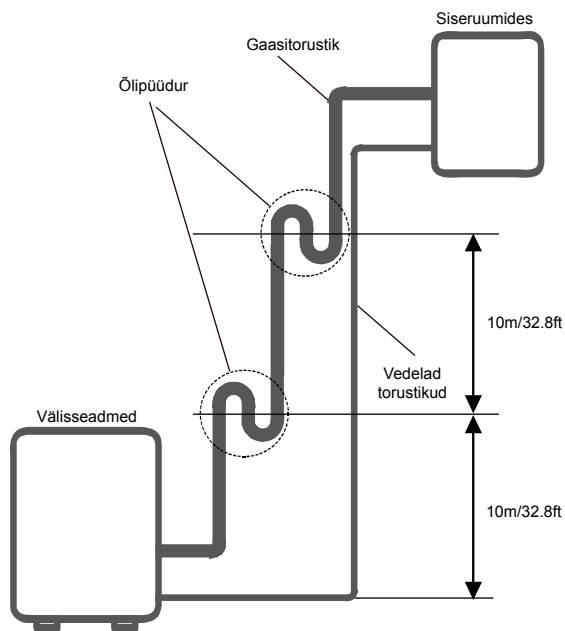 Siseruumides
Gaasitorustik
Õlipüüdur
10m/32.8ft
Vedelad
torustikud
Välisseadmed
10m/32.8ft